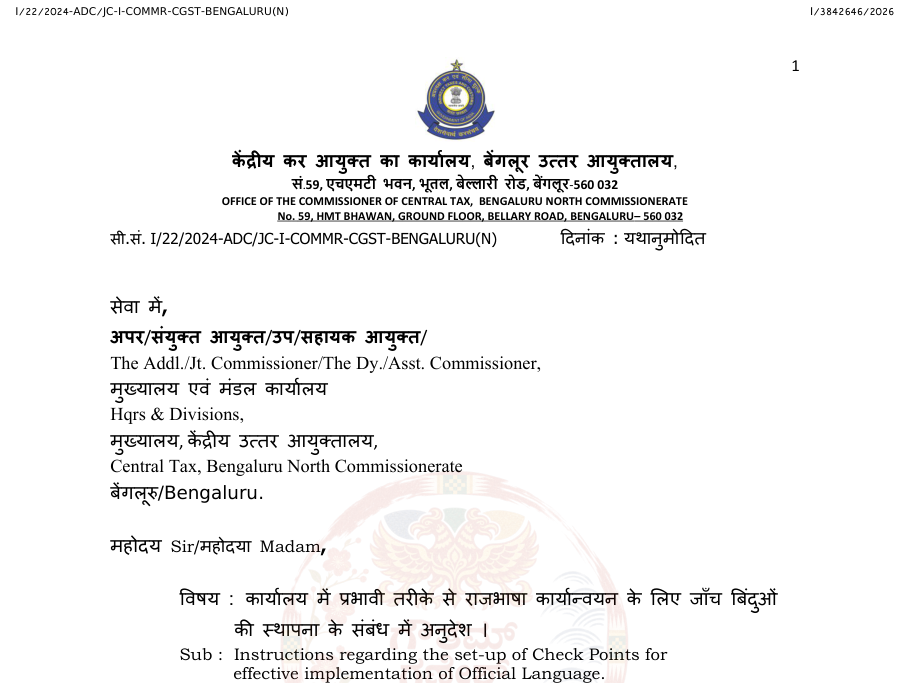 I/22/2024-ADC/JC-I-COMMR-CGST-BENGALURU(N) I/3842646/2026
1
केंद्रीय कर आयुक्त का कार्यालय, बेंगलूर उत्तर आयुक्तालय,
सं.59, एचएमटी भवन, भूतल, बेल्लारी रोड, बेंगलूर-560 032
OFFICE OF THE COMMISSIONER OF CENTRAL TAX, BENGALURU NORTH COMMISSIONERATE
No. 59, HMT BHAWAN, GROUND FLOOR, BELLARY ROAD, BENGALURU– 560 032
सी.सं. I/22/2024-ADC/JC-I-COMMR-CGST-BENGALURU(N) दिनांक : यथानुमोदित
सेवा में,
अपर/संयुक्त आयुक्त/उप/सहायक आयुक्त/
The Addl./Jt. Commissioner/The Dy./Asst. Commissioner,
मुख्यालय एवं मंडल कार्यालय
Hqrs & Divisions,
मुख्यालय, केंद्रीय उत्तर आयुक्तालय,
Central Tax, Bengaluru North Commissionerate
बेंगलूरु/Bengaluru.
महोदय Sir/महोदया Madam,
विषय : कार्यालय में प्रभावी तरीके से राजभाषा कार्यान्वयन के लिए जाँच बिंदुओं
की स्थापना के संबंध में अनुदेश ।
Sub : Instructions regarding the set-up of Check Points for
effective implementation of Official Language.